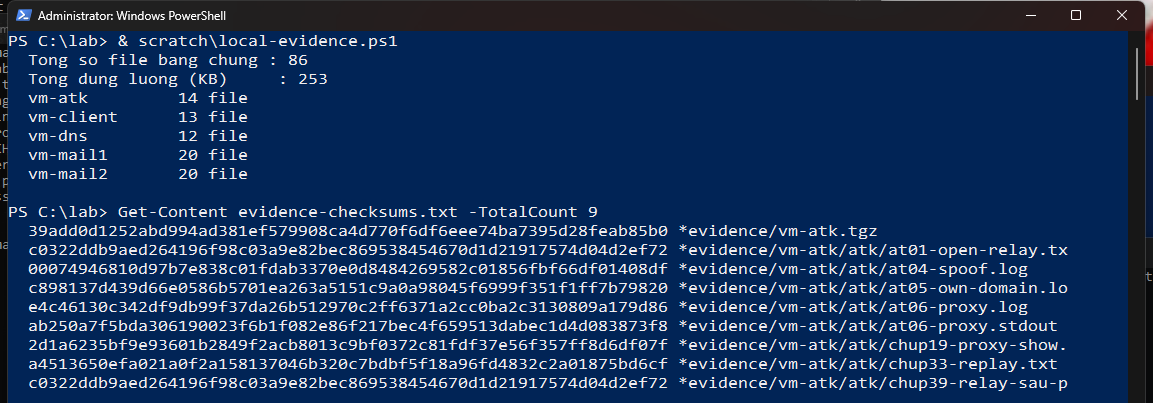 Administrator: Windows PowerShell
PS C:\lab> & scratch\local-evidence.ps1
Tong so file bang chung : 86
Tong dung luong (KB)     : 253
vm-atk         14 file
vm-client      13 file
vm-dns         12 file
vm-mail1       20 file
vm-mail2       20 file
PS C:\lab> Get-Content evidence-checksums.txt -TotalCount 9
39add0d1252abd994ad381ef579908ca4d770f6df6eee74ba7395d28feab85b0 *evidence/vm-atk.tgz
c0322ddb9aed264196f98c03a9e82bec869538454670d1d21917574d04d2ef72 *evidence/vm-atk/atk/at01-open-relay.tx
00074946810d97b7e838c01fdab3370e0d8484269582c01856fbf66df01408df *evidence/vm-atk/atk/at04-spoof.log
c898137d439d66e0586b5701ea263a5151c9a0a98045f6999f351f1ff7b79820 *evidence/vm-atk/atk/at05-own-domain.lo
e4c46130c342df9db99f37da26b512970c2ff6371a2cc0ba2c3130809a179d86 *evidence/vm-atk/atk/at06-proxy.log
ab250a7f5bda306190023f6b1f082e86f217bec4f659513dabec1d4d083873f8 *evidence/vm-atk/atk/at06-proxy.stdout
2d1a6235bf9e93601b2849f2acb8013c9bf0372c81fdf37e56f357ff8d6df07f *evidence/vm-atk/atk/chup19-proxy-show.
a4513650efa021a0f2a158137046b320c7bdbf5f18a96fd4832c2a01875bd6cf *evidence/vm-atk/atk/chup33-replay.txt
c0322ddb9aed264196f98c03a9e82bec869538454670d1d21917574d04d2ef72 *evidence/vm-atk/atk/chup39-relay-sau-p